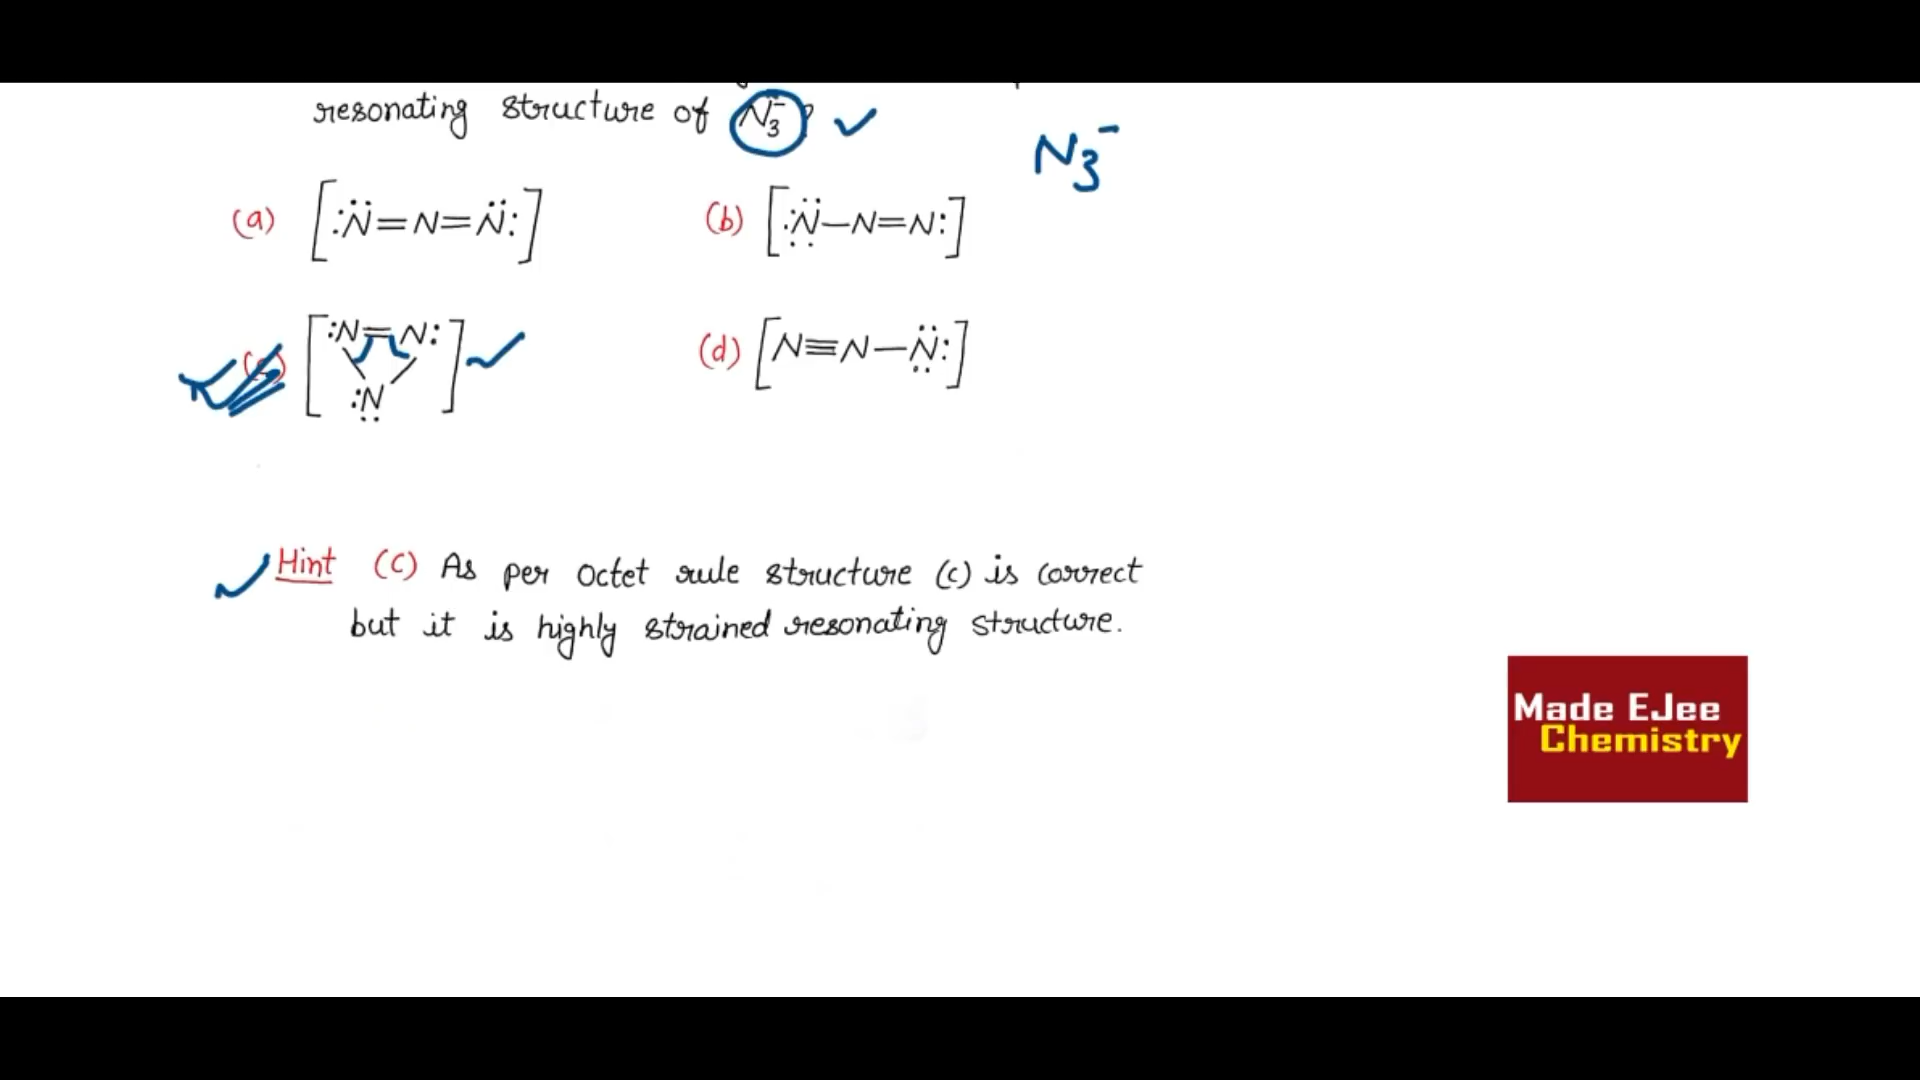 resonating structure of N₃⁻?
N₃⁻
(a) [:N̈=N=N̈:]
(b) [:N̤̈–N=N:]
(c) [:N=N: :N̤]
(d) [N≡N–N̤̈:]
Hint (C) As per octet rule structure (c) is correct
but it is highly strained resonating structure.
Made EJee
Chemistry